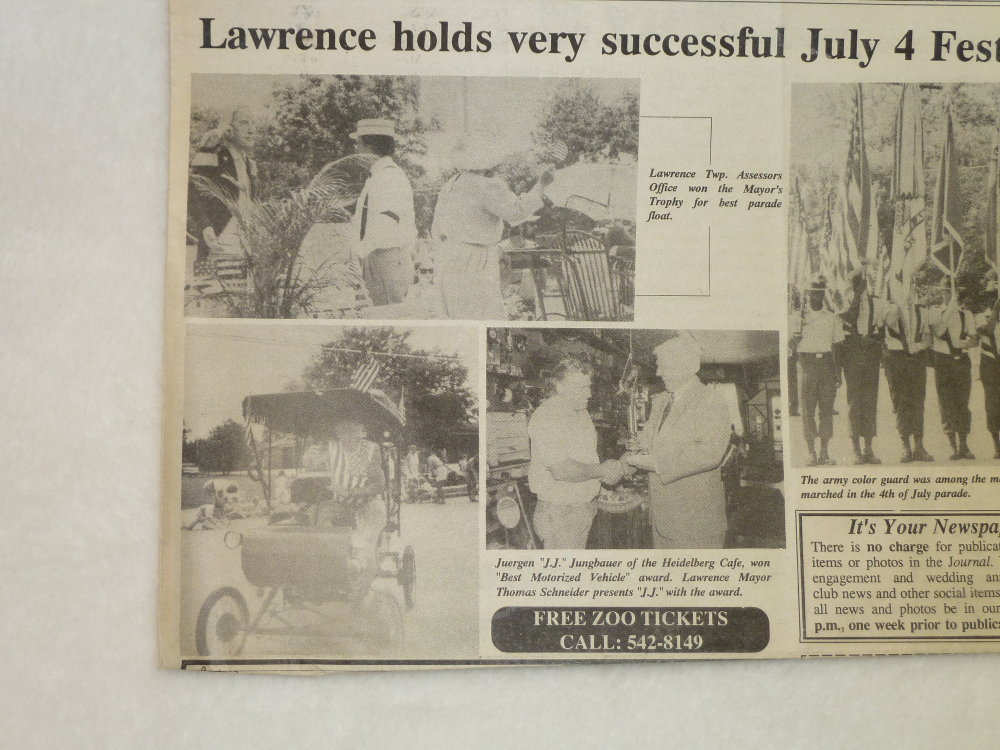 Lawrence holds very successful July 4 Fest
Lawrence Twp. Assessors
Office won the Mayor's
Trophy for best parade
float.
The army color guard was among the m
marched in the 4th of July parade.
Juergen "J.J." Jungbauer of the Heidelberg Cafe, won
"Best Motorized Vehicle" award. Lawrence Mayor
Thomas Schneider presents "J.J." with the award.
FREE ZOO TICKETS
CALL: 542-8149
It's Your Newspa
There is no charge for publicat
items or photos in the Journal.
engagement and wedding an
club news and other social items
all news and photos be in our
p.m., one week prior to public